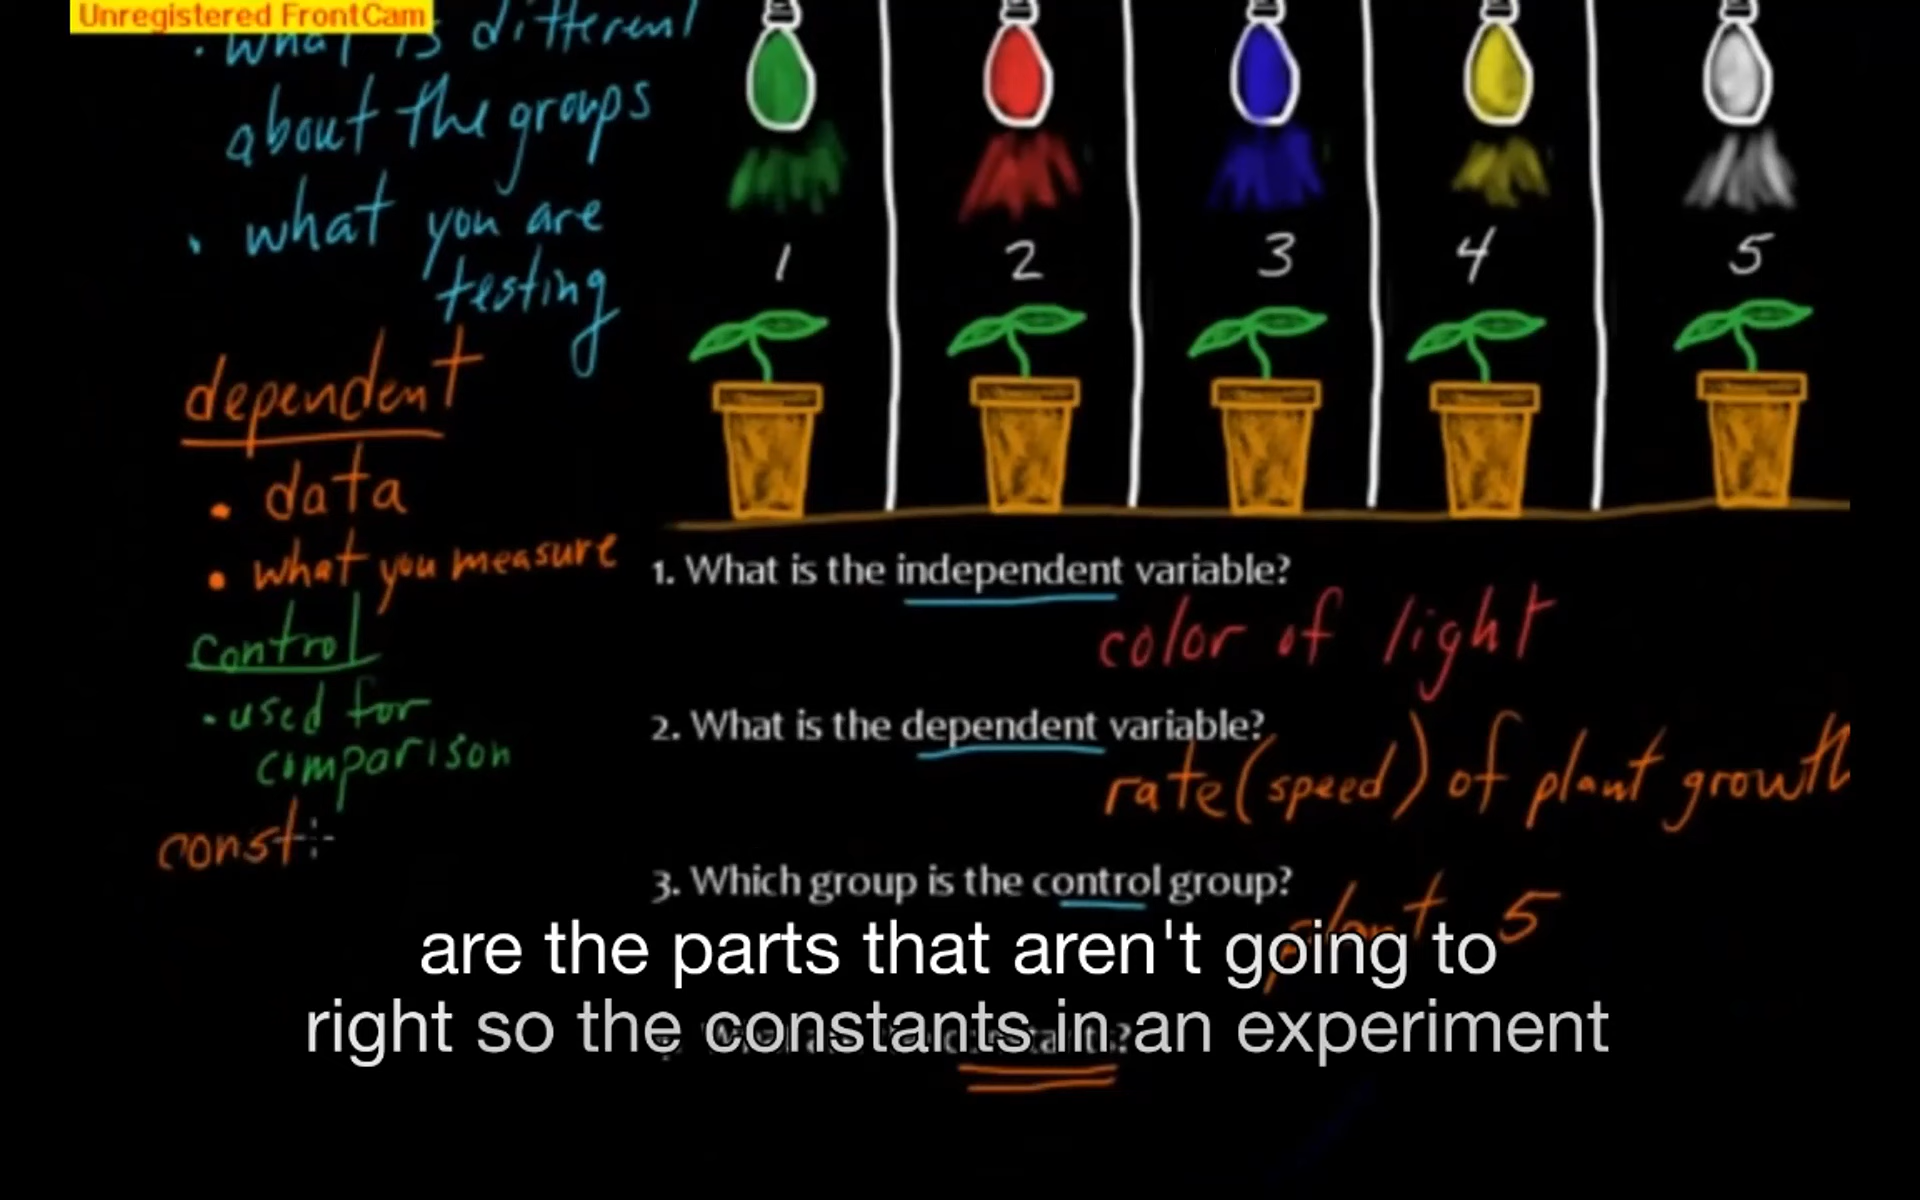 Unregistered FrontCam
· what is different
about the groups
· what you are
testing
dependent
• data
• what you measure
control
· used for
comparison
const
1 2 3 4 5
1. What is the independent variable?
color of light
2. What is the dependent variable?
rate (speed) of plant growth
3. Which group is the control group?
plant 5
are the parts that aren't going to
right so the constants in an experiment